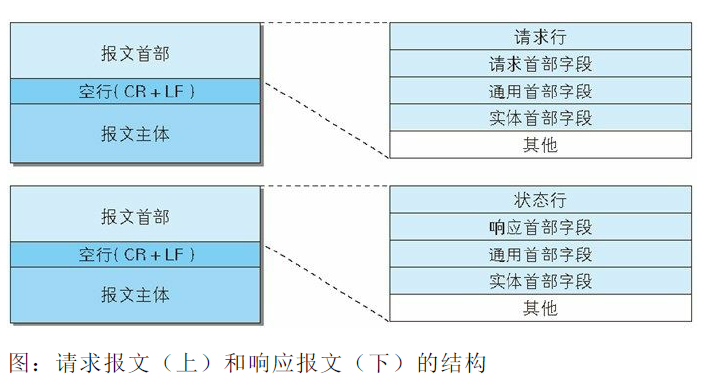 报文首部
空行(CR+LF)
报文主体
请求行
请求首部字段
通用首部字段
实体首部字段
其他
报文首部
空行(CR+LF)
报文主体
状态行
响应首部字段
通用首部字段
实体首部字段
其他
图：请求报文（上）和响应报文（下）的结构